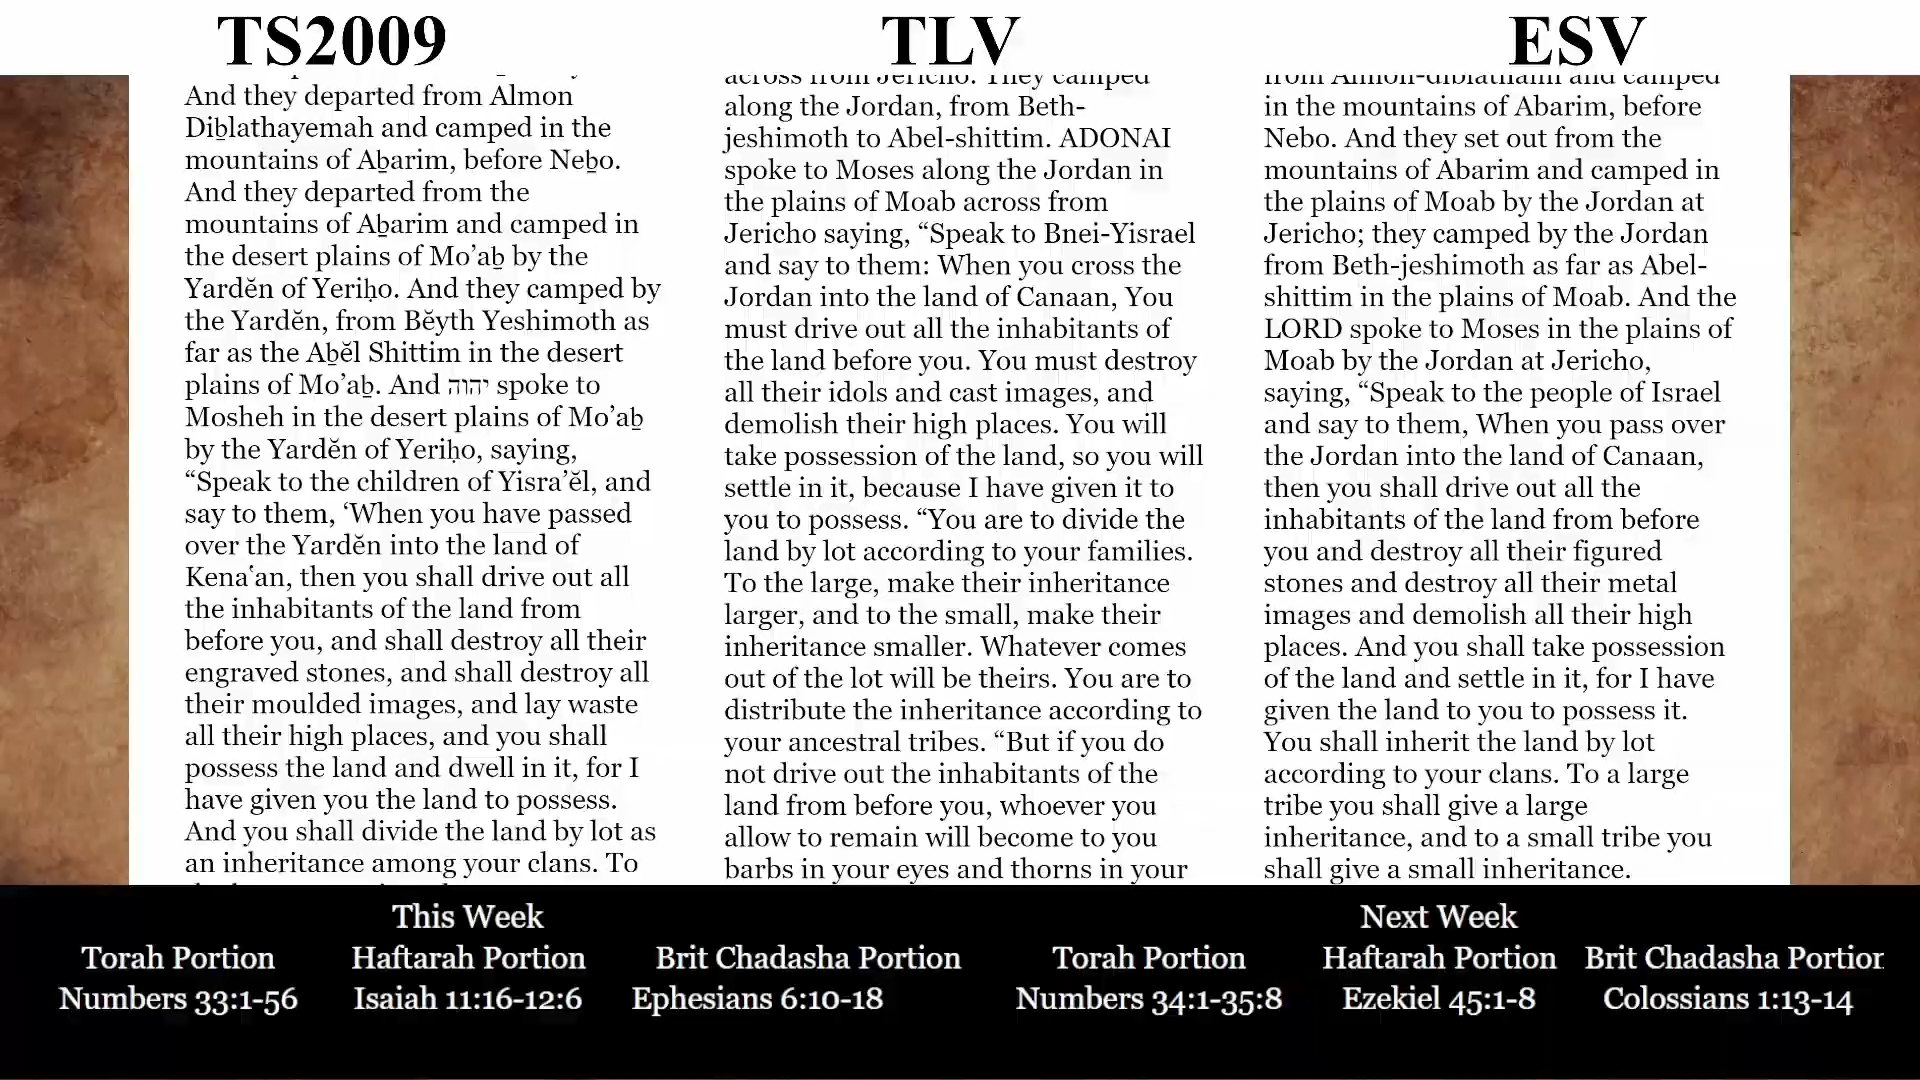 TS2009
And they departed from Almon
Diḇlathayemah and camped in the
mountains of Aḇarim, before Neḇo.
And they departed from the
mountains of Aḇarim and camped in
the desert plains of Mo’aḇ by the
Yardĕn of Yeriḥo. And they camped by
the Yardĕn, from Bĕyth Yeshimoth as
far as the Aḇĕl Shittim in the desert
plains of Mo’aḇ. And יהוה spoke to
Mosheh in the desert plains of Mo’aḇ
by the Yardĕn of Yeriḥo, saying,
“Speak to the children of Yisra’ĕl, and
say to them, ‘When you have passed
over the Yardĕn into the land of
Kenaʽan, then you shall drive out all
the inhabitants of the land from
before you, and shall destroy all their
engraved stones, and shall destroy all
their moulded images, and lay waste
all their high places, and you shall
possess the land and dwell in it, for I
have given you the land to possess.
And you shall divide the land by lot as
an inheritance among your clans. To
TLV
across from Jericho. They camped
along the Jordan, from Beth-
jeshimoth to Abel-shittim. ADONAI
spoke to Moses along the Jordan in
the plains of Moab across from
Jericho saying, “Speak to Bnei-Yisrael
and say to them: When you cross the
Jordan into the land of Canaan, You
must drive out all the inhabitants of
the land before you. You must destroy
all their idols and cast images, and
demolish their high places. You will
take possession of the land, so you will
settle in it, because I have given it to
you to possess. “You are to divide the
land by lot according to your families.
To the large, make their inheritance
larger, and to the small, make their
inheritance smaller. Whatever comes
out of the lot will be theirs. You are to
distribute the inheritance according to
your ancestral tribes. “But if you do
not drive out the inhabitants of the
land from before you, whoever you
allow to remain will become to you
barbs in your eyes and thorns in your
ESV
from Almon-diblathaim and camped
in the mountains of Abarim, before
Nebo. And they set out from the
mountains of Abarim and camped in
the plains of Moab by the Jordan at
Jericho; they camped by the Jordan
from Beth-jeshimoth as far as Abel-
shittim in the plains of Moab. And the
LORD spoke to Moses in the plains of
Moab by the Jordan at Jericho,
saying, “Speak to the people of Israel
and say to them, When you pass over
the Jordan into the land of Canaan,
then you shall drive out all the
inhabitants of the land from before
you and destroy all their figured
stones and destroy all their metal
images and demolish all their high
places. And you shall take possession
of the land and settle in it, for I have
given the land to you to possess it.
You shall inherit the land by lot
according to your clans. To a large
tribe you shall give a large
inheritance, and to a small tribe you
shall give a small inheritance.
This Week
Torah Portion Haftarah Portion Brit Chadasha Portion
Numbers 33:1-56 Isaiah 11:16-12:6 Ephesians 6:10-18
Next Week
Torah Portion Haftarah Portion Brit Chadasha Portion
Numbers 34:1-35:8 Ezekiel 45:1-8 Colossians 1:13-14